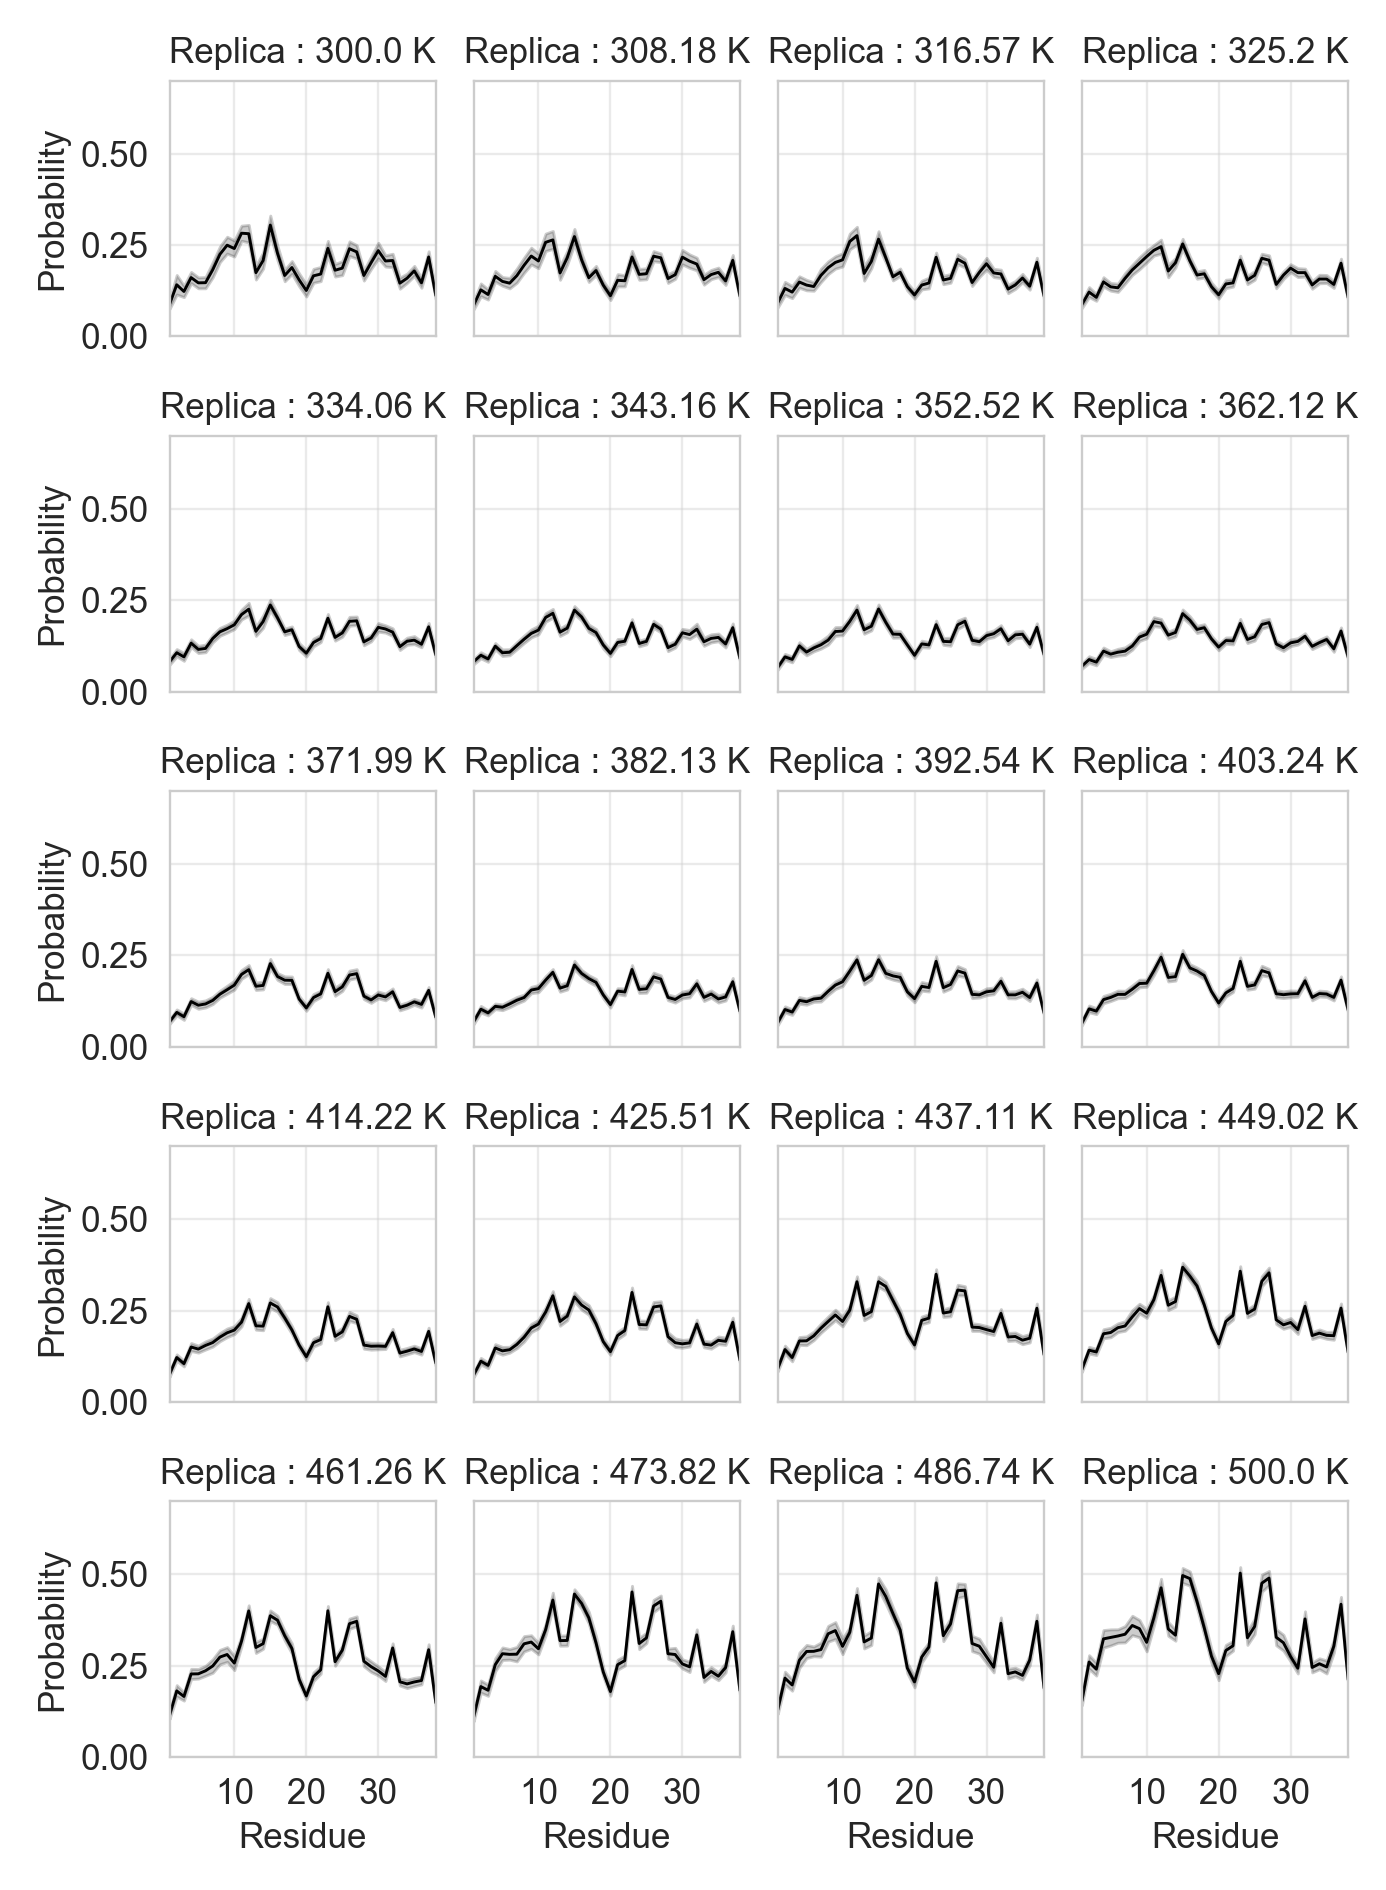 Replica : 300.0 K
Replica : 308.18 K
Replica : 316.57 K
Replica : 325.2 K
Probability
0.50
0.25
0.00
Replica : 334.06 K
Replica : 343.16 K
Replica : 352.52 K
Replica : 362.12 K
Probability
0.50
0.25
0.00
Replica : 371.99 K
Replica : 382.13 K
Replica : 392.54 K
Replica : 403.24 K
Probability
0.50
0.25
0.00
Replica : 414.22 K
Replica : 425.51 K
Replica : 437.11 K
Replica : 449.02 K
Probability
0.50
0.25
0.00
Replica : 461.26 K
Replica : 473.82 K
Replica : 486.74 K
Replica : 500.0 K
Probability
0.50
0.25
0.00
10 20 30
10 20 30
10 20 30
10 20 30
Residue
Residue
Residue
Residue